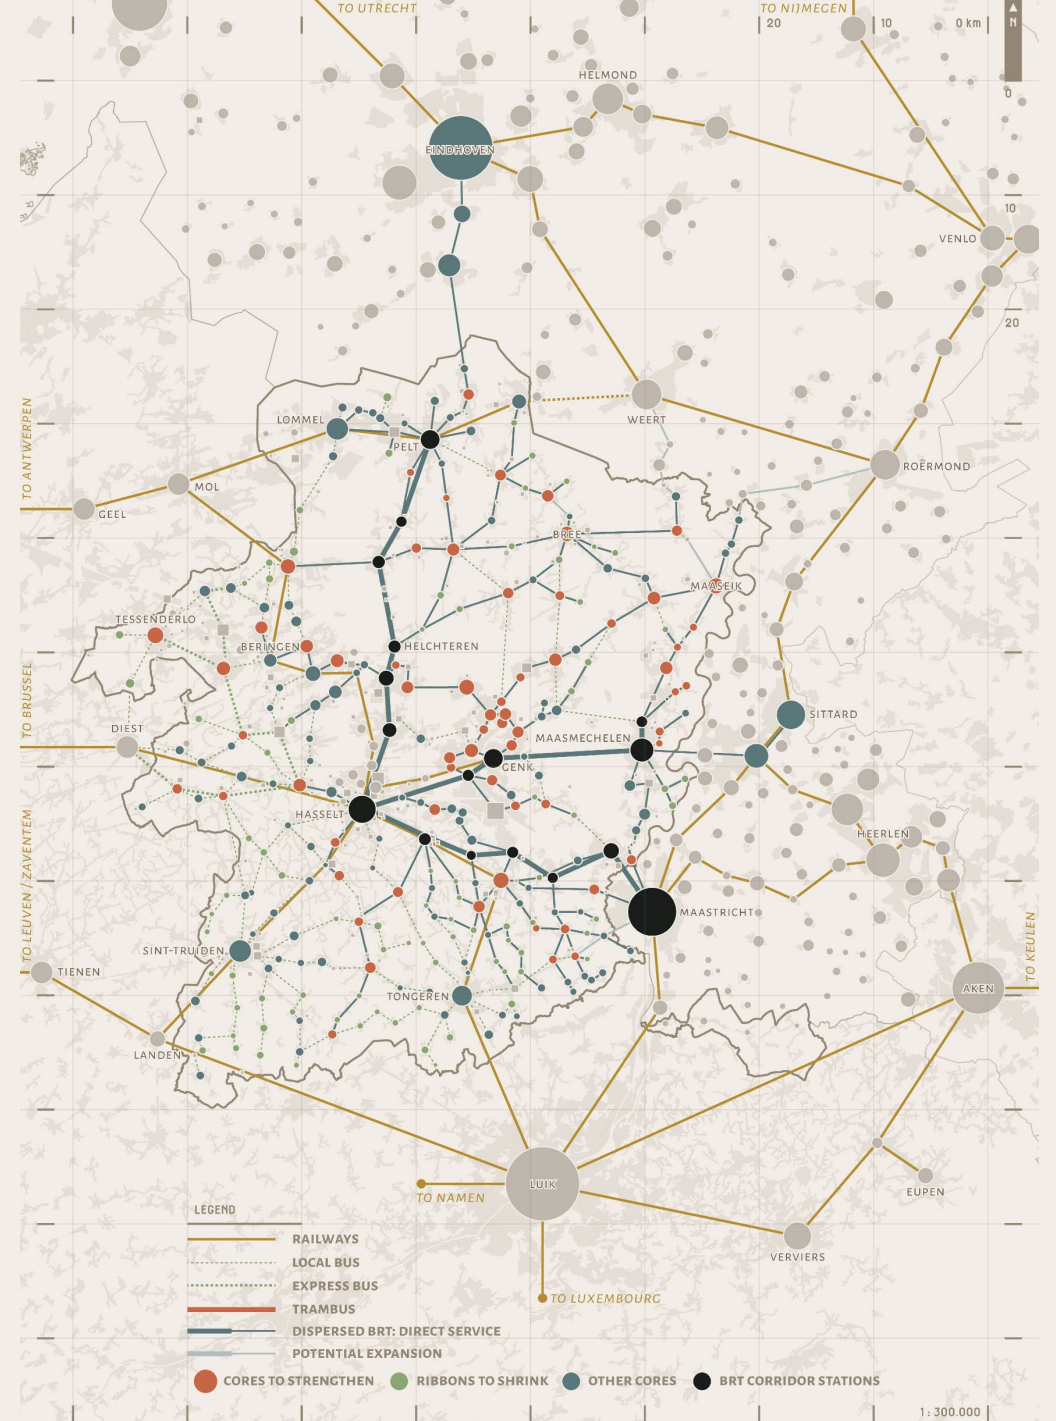 TO UTRECHT
TO NIJMEGEN
20
10
0 km
N
0
HELMOND
EINDHOVEN
10
VENLO
20
TO ANTWERPEN
LOMMEL
PELT
WEERT
ROERMOND
MOL
GEEL
BREE
MAASEIK
TESSENDERLO
BERINGEN
HELCHTEREN
TO BRUSSEL
DIEST
SITTARD
MAASMECHELEN
GENK
HASSELT
HEERLEN
TO LEUVEN / ZAVENTEM
MAASTRICHT
TO KEULEN
SINT-TRUIDEN
TIENEN
TONGEREN
AKEN
LANDEN
LUIK
TO NAMEN
EUPEN
VERVIERS
TO LUXEMBOURG
LEGEND
RAILWAYS
LOCAL BUS
EXPRESS BUS
TRAMBUS
DISPERSED BRT: DIRECT SERVICE
POTENTIAL EXPANSION
CORES TO STRENGTHEN
RIBBONS TO SHRINK
OTHER CORES
BRT CORRIDOR STATIONS
1 : 300.000